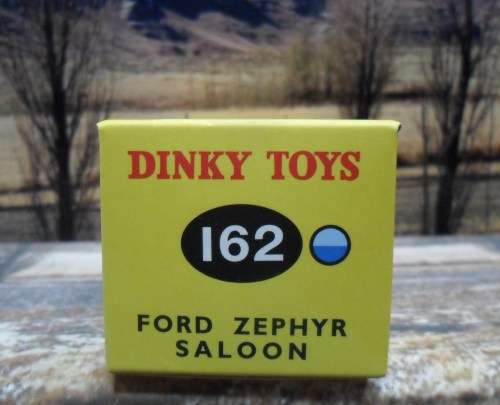 DINKY TOYS
162
FORD ZEPHYR
SALOON